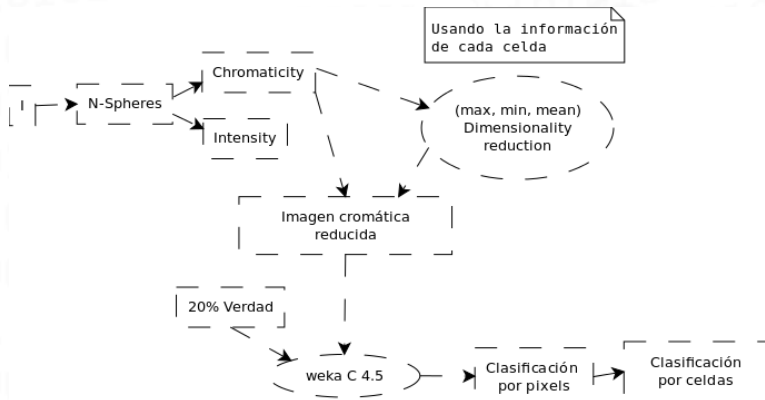 Usando la información
de cada celda
Chromaticity
N-Spheres
Intensity
(max, min, mean)
Dimensionality
reduction
Imagen cromática
reducida
20% Verdad
weka C 4.5
Clasificación
por pixels
Clasificación
por celdas